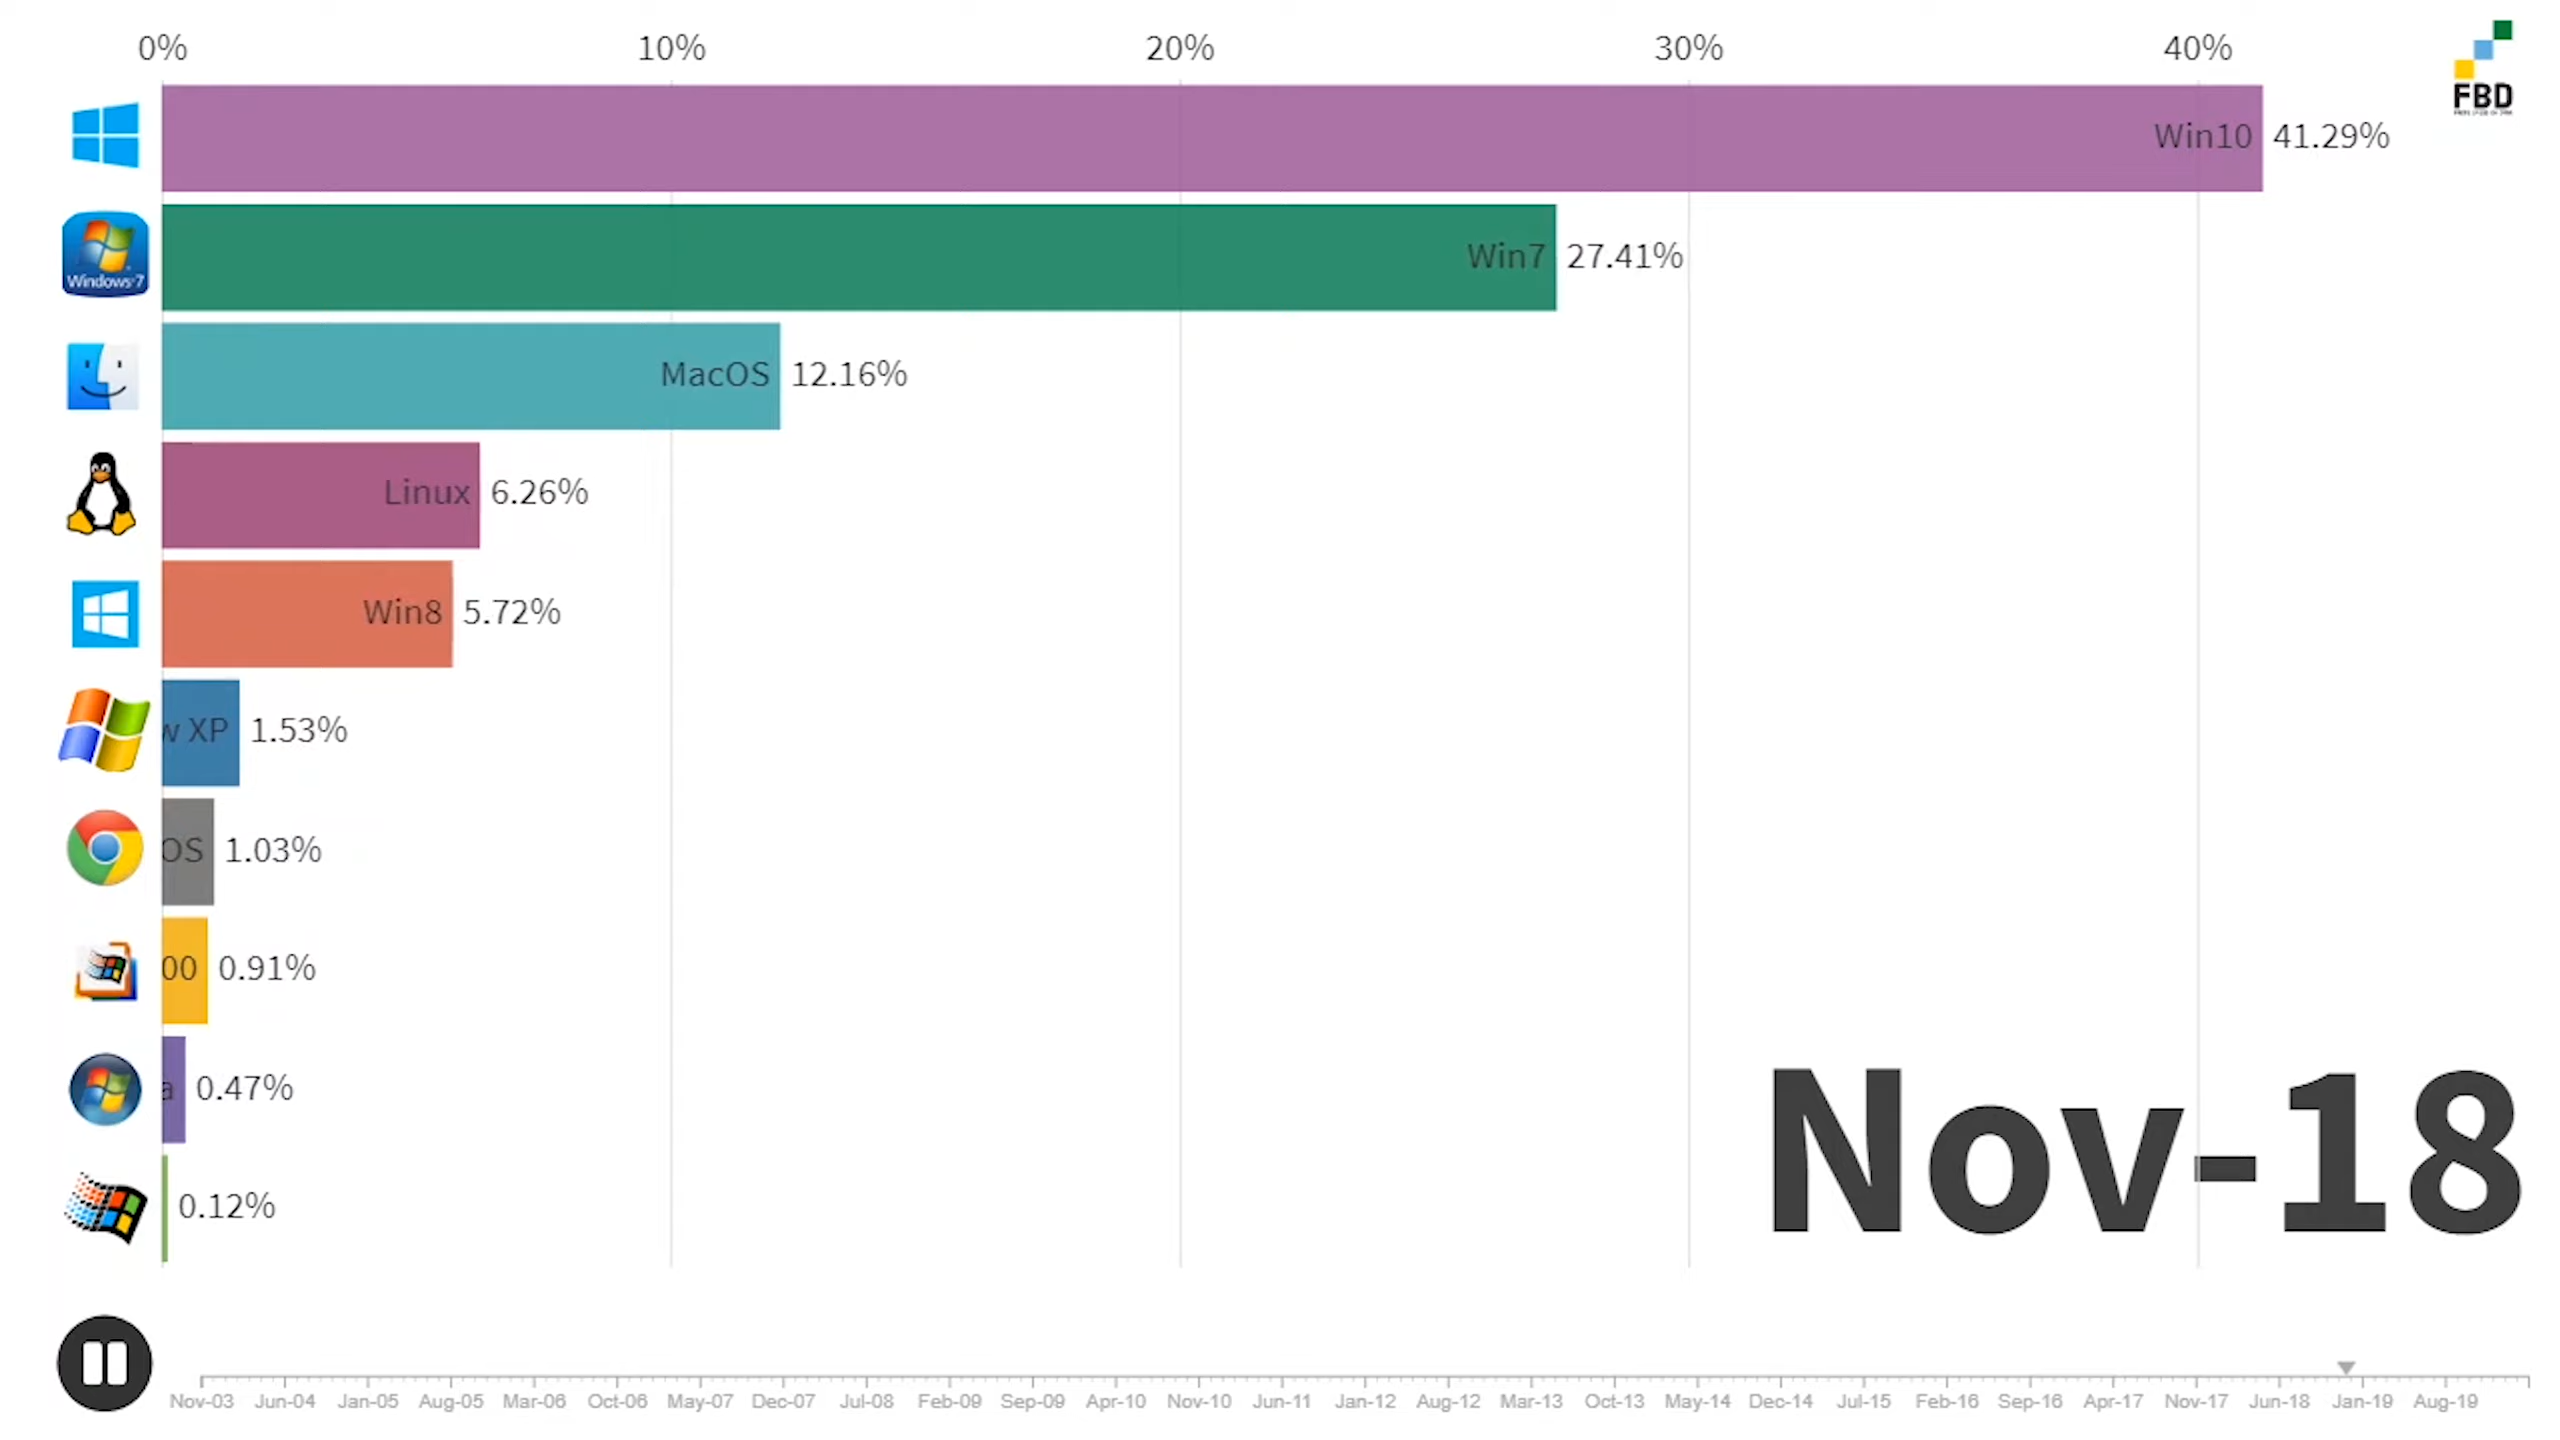 0% 10% 20% 30% 40%
FBD
Win10 41.29%
Win7 27.41%
Windows 7
MacOS 12.16%
Linux 6.26%
Win8 5.72%
w XP 1.53%
OS 1.03%
00 0.91%
a 0.47%
0.12%
Nov-18
Nov-03 Jun-04 Jan-05 Aug-05 Mar-06 Oct-06 May-07 Dec-07 Jul-08 Feb-09 Sep-09 Apr-10 Nov-10 Jun-11 Jan-12 Aug-12 Mar-13 Oct-13 May-14 Dec-14 Jul-15 Feb-16 Sep-16 Apr-17 Nov-17 Jun-18 Jan-19 Aug-19